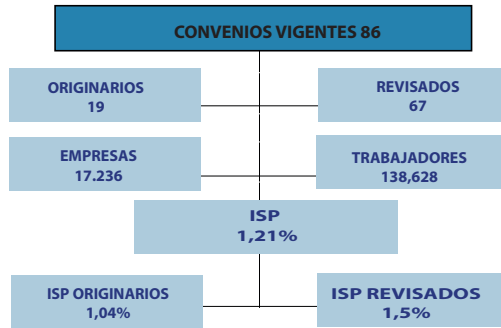 CONVENIOS VIGENTES 86
ORIGINARIOS
19
REVISADOS
67
EMPRESAS
17.236
TRABAJADORES
138,628
ISP
1,21%
ISP ORIGINARIOS
1,04%
ISP REVISADOS
1,5%